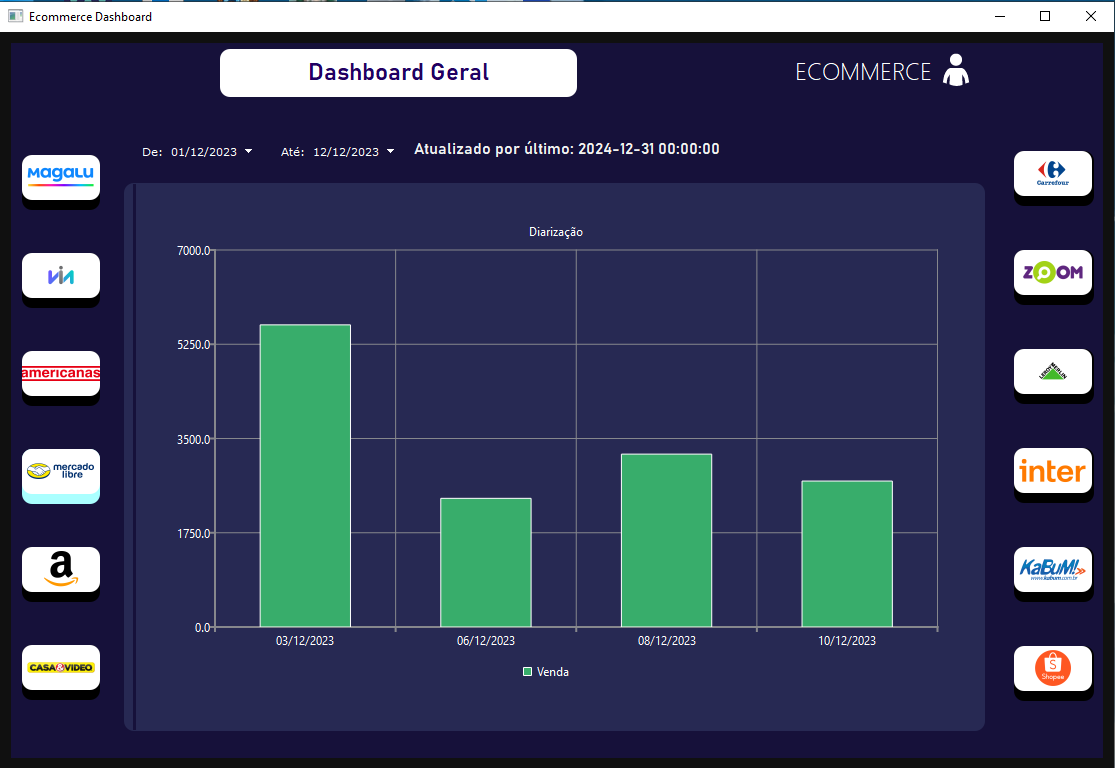 Ecommerce Dashboard
Dashboard Geral
ECOMMERCE
De: 01/12/2023
Até: 12/12/2023
Atualizado por último: 2024-12-31 00:00:00
Magalu
via
americanas
mercado
libre
a
CASA&VIDEO
Diarização
7000.0
5250.0
3500.0
1750.0
0.0
03/12/2023
06/12/2023
08/12/2023
10/12/2023
Venda
Carrefour
ZOOM
LEROY MERLIN
inter
KaBuM!
www.kabum.com.br
S
Shopee